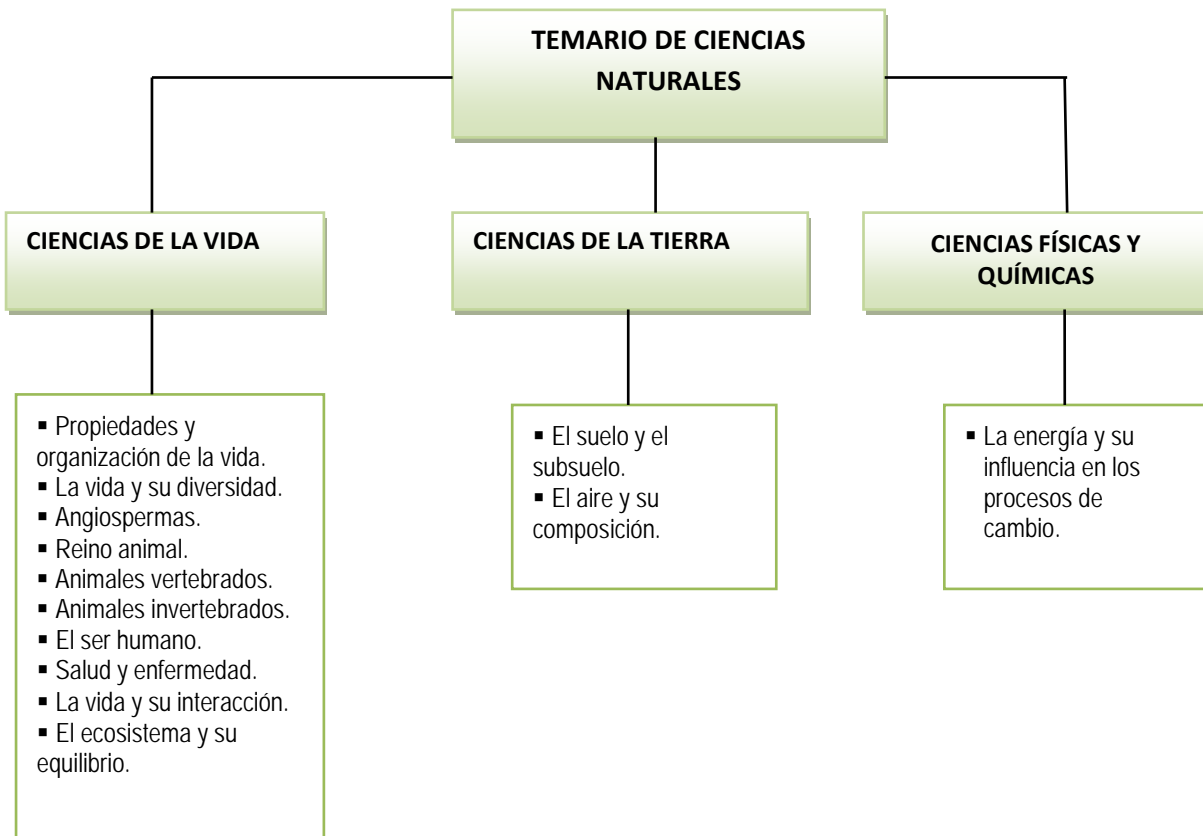 TEMARIO DE CIENCIAS
NATURALES
CIENCIAS DE LA VIDA
CIENCIAS DE LA TIERRA
CIENCIAS FÍSICAS Y
QUÍMICAS
▪ Propiedades y
organización de la vida.
▪ La vida y su diversidad.
▪ Angiospermas.
▪ Reino animal.
▪ Animales vertebrados.
▪ Animales invertebrados.
▪ El ser humano.
▪ Salud y enfermedad.
▪ La vida y su interacción.
▪ El ecosistema y su
equilibrio.
▪ El suelo y el
subsuelo.
▪ El aire y su
composición.
▪ La energía y su
influencia en los
procesos de
cambio.